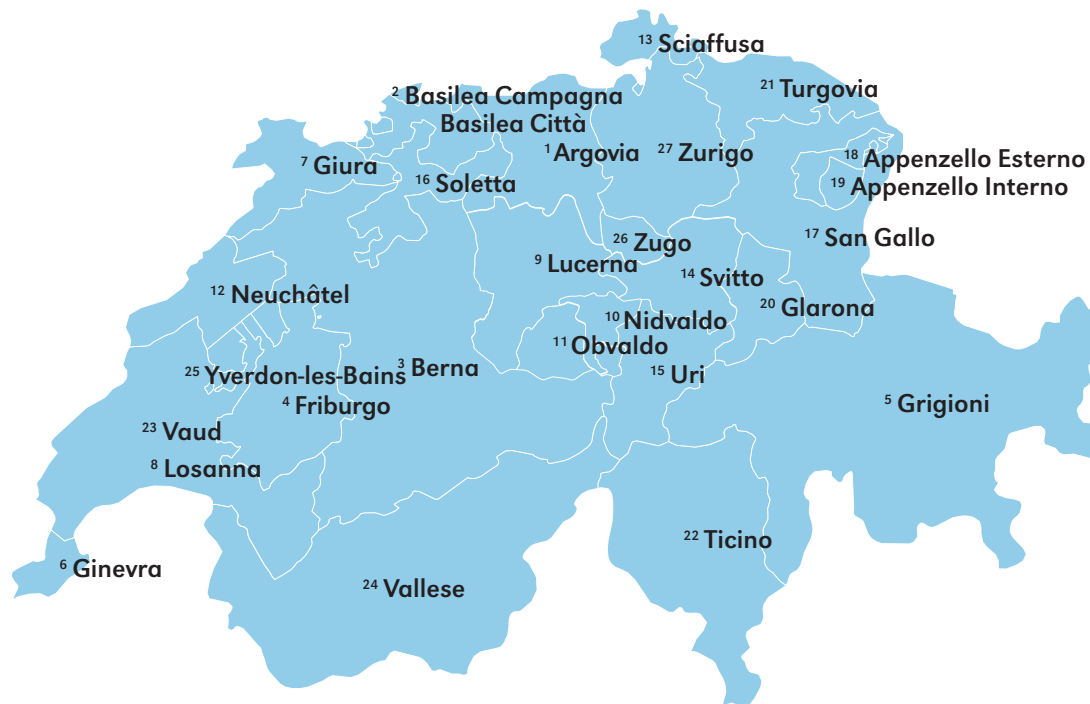 13 Sciaffusa
21 Turgovia
2 Basilea Campagna
Basilea Città
1 Argovia
27 Zurigo
18 Appenzello Esterno
7 Giura
16 Soletta
19 Appenzello Interno
17 San Gallo
26 Zugo
9 Lucerna
14 Svitto
12 Neuchâtel
20 Glarona
10 Nidvaldo
11 Obvaldo
3 Berna
15 Uri
25 Yverdon-les-Bains
4 Friburgo
5 Grigioni
23 Vaud
8 Losanna
22 Ticino
6 Ginevra
24 Vallese